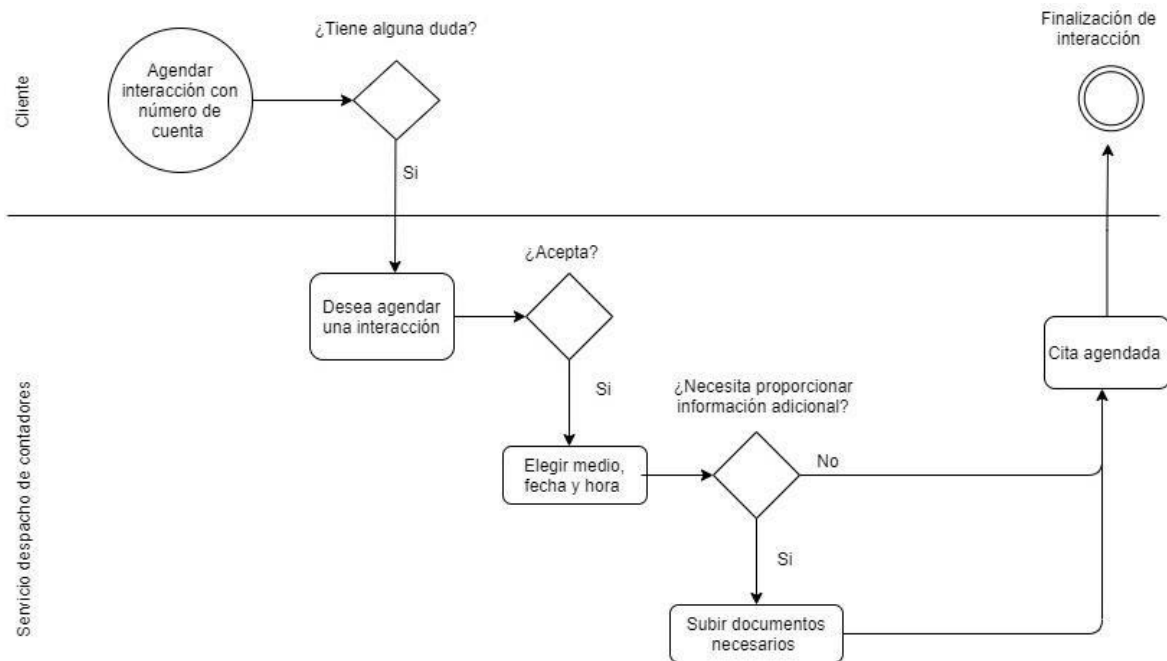 Cliente
¿Tiene alguna duda?
Finalización de
interacción
Agendar
interacción con
número de
cuenta
Si
Servicio despacho de contadores
¿Acepta?
Desea agendar
una interacción
Si
¿Necesita proporcionar
información adicional?
Cita agendada
Elegir medio,
fecha y hora
No
Si
Subir documentos
necesarios